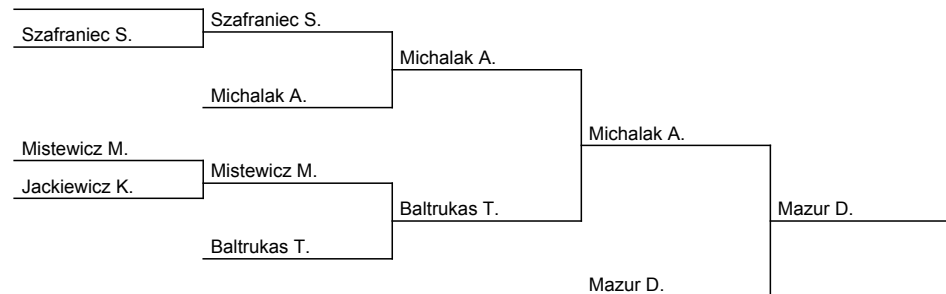 Szafraniec S.
Szafraniec S.
Michalak A.
Michalak A.
Michalak A.
Mistewicz M.
Mistewicz M.
Jackiewicz K.
Baltrukas T.
Mazur D.
Baltrukas T.
Mazur D.